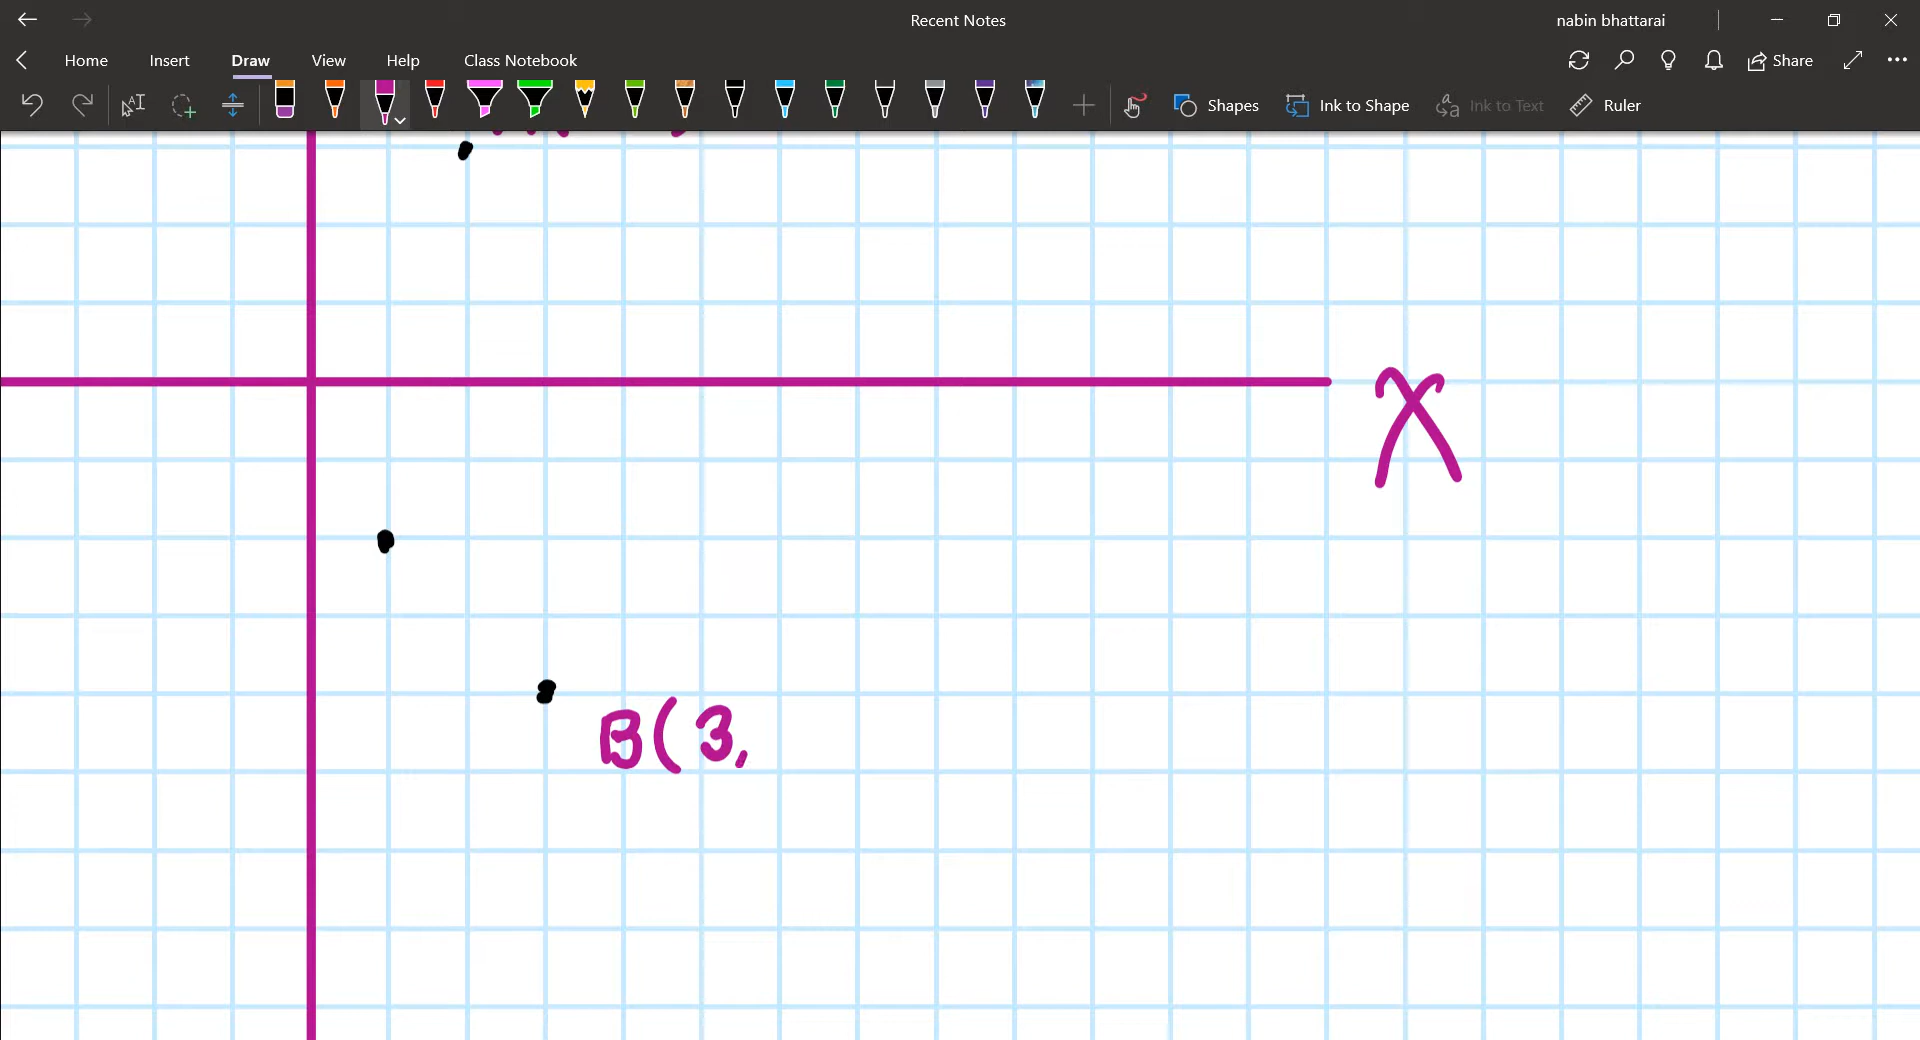 Recent Notes
nabin bhattarai
Home Insert Draw View Help Class Notebook Share
Shapes Ink to Shape Ink to Text Ruler
X
B(3,